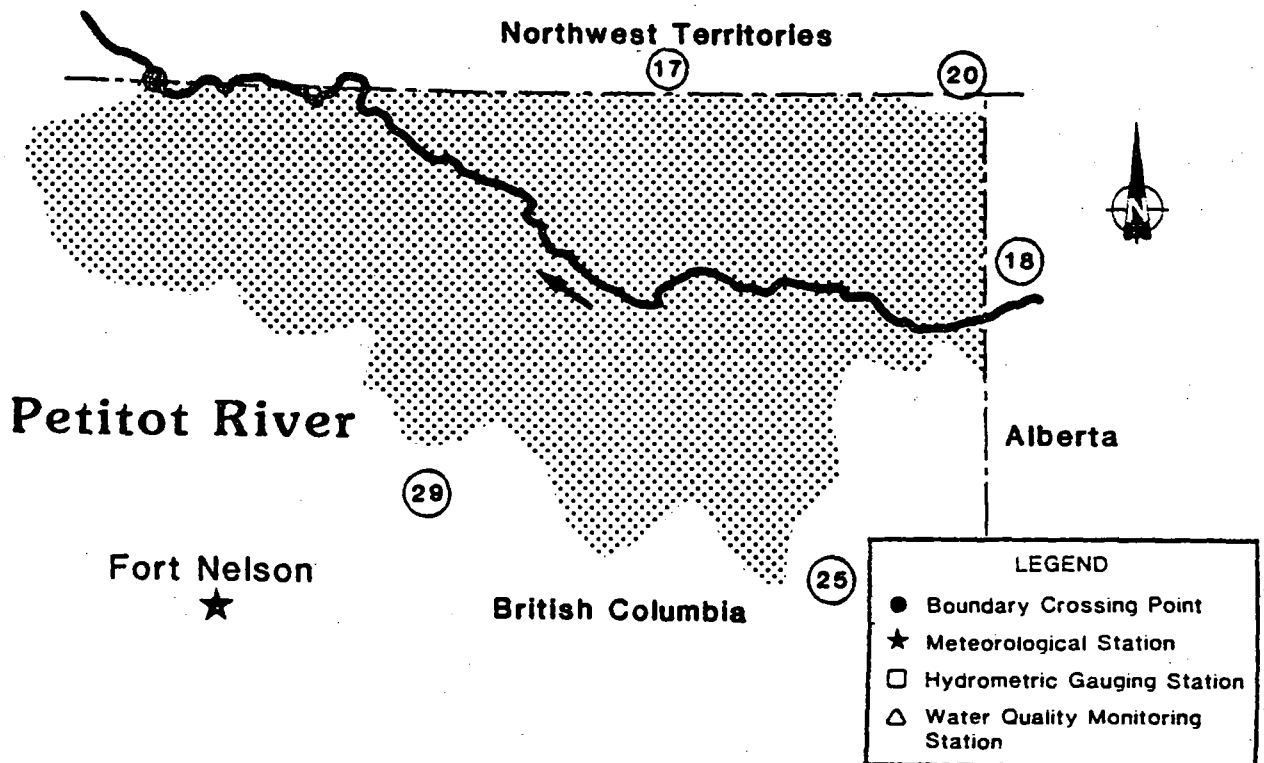 Northwest Territories
17
20
N
18
Petitot River
Alberta
29
Fort Nelson
25
British Columbia
LEGEND
Boundary Crossing Point
Meteorological Station
Hydrometric Gauging Station
Water Quality Monitoring
Station